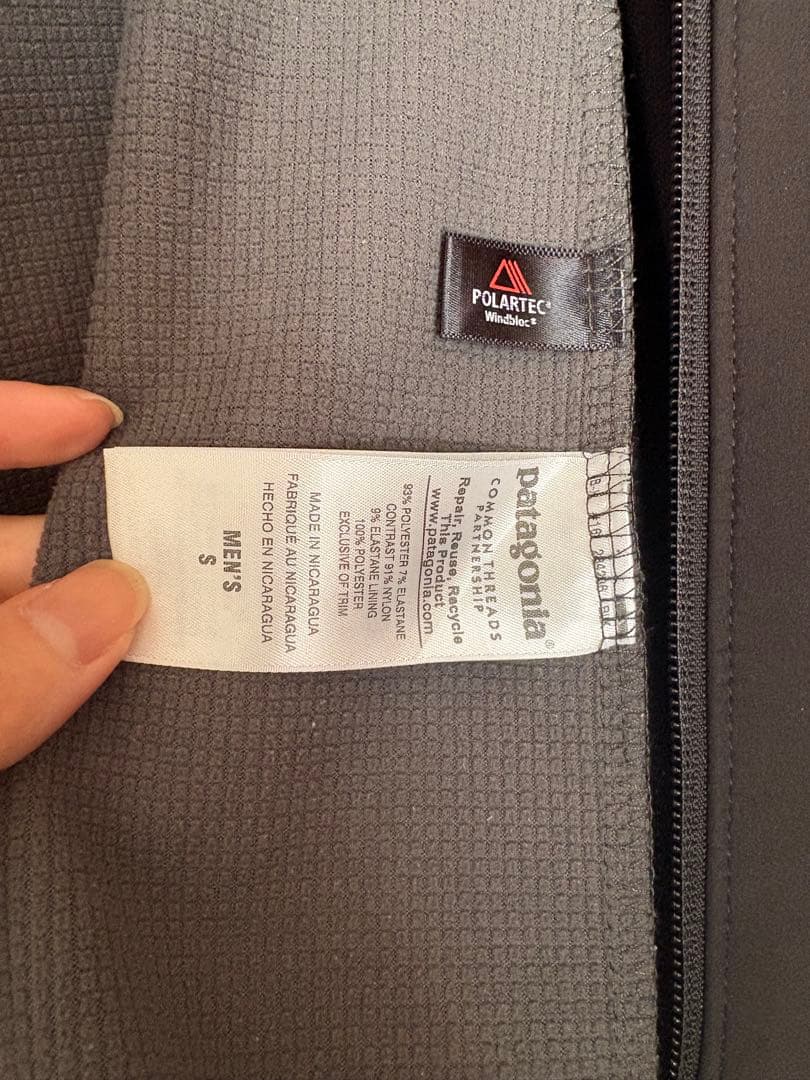 POLARTEC®
Windbloc®
patagonia®
COMMON THREADS
PARTNERSHIP
Repair, Reuse, Recycle
This Product
www.patagonia.com
93% POLYESTER 7% ELASTANE
CONTRAST 91% NYLON
9% ELASTANE LINING
100% POLYESTER
EXCLUSIVE OF TRIM
MADE IN NICARAGUA
FABRIQUÉ AU NICARAGUA
HECHO EN NICARAGUA
MEN'S
S